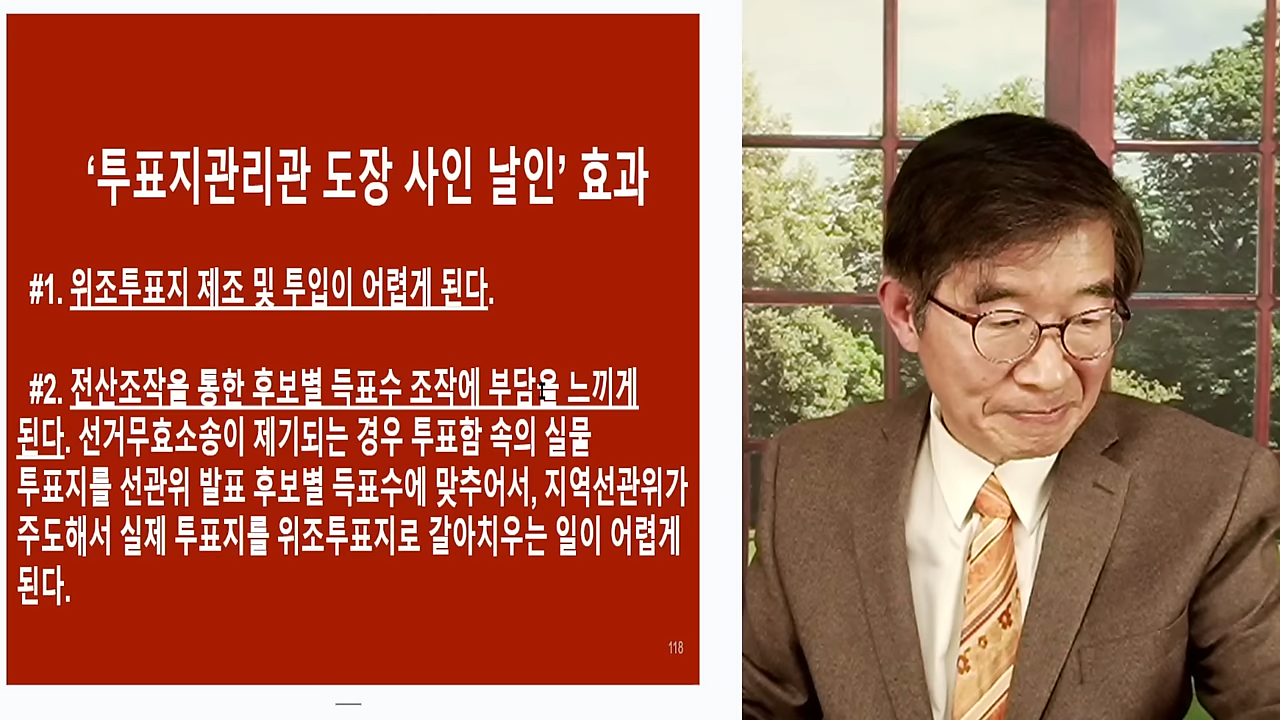 ‘투표지관리관 도장 사인 날인’ 효과
#1. 위조투표지 제조 및 투입이 어렵게 된다.
#2. 전산조작을 통한 후보별 득표수 조작에 부담을 느끼게
된다. 선거무효소송이 제기되는 경우 투표함 속의 실물
투표지를 선관위 발표 후보별 득표수에 맞추어서, 지역선관위가
주도해서 실제 투표지를 위조투표지로 갈아치우는 일이 어렵게
된다.
118